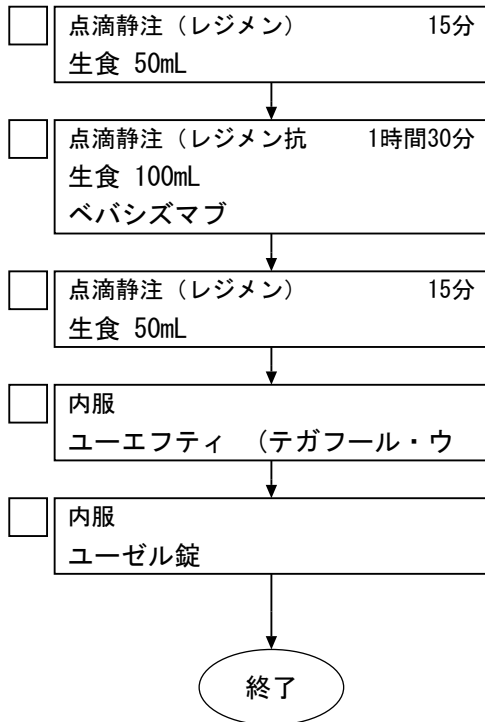 点滴静注（レジメン） 15分
生食 50mL
点滴静注（レジメン抗 1時間30分
生食 100mL
ベバシズマブ
点滴静注（レジメン） 15分
生食 50mL
内服
ユーエフティ （テガフール・ウ
内服
ユーゼル錠
終了